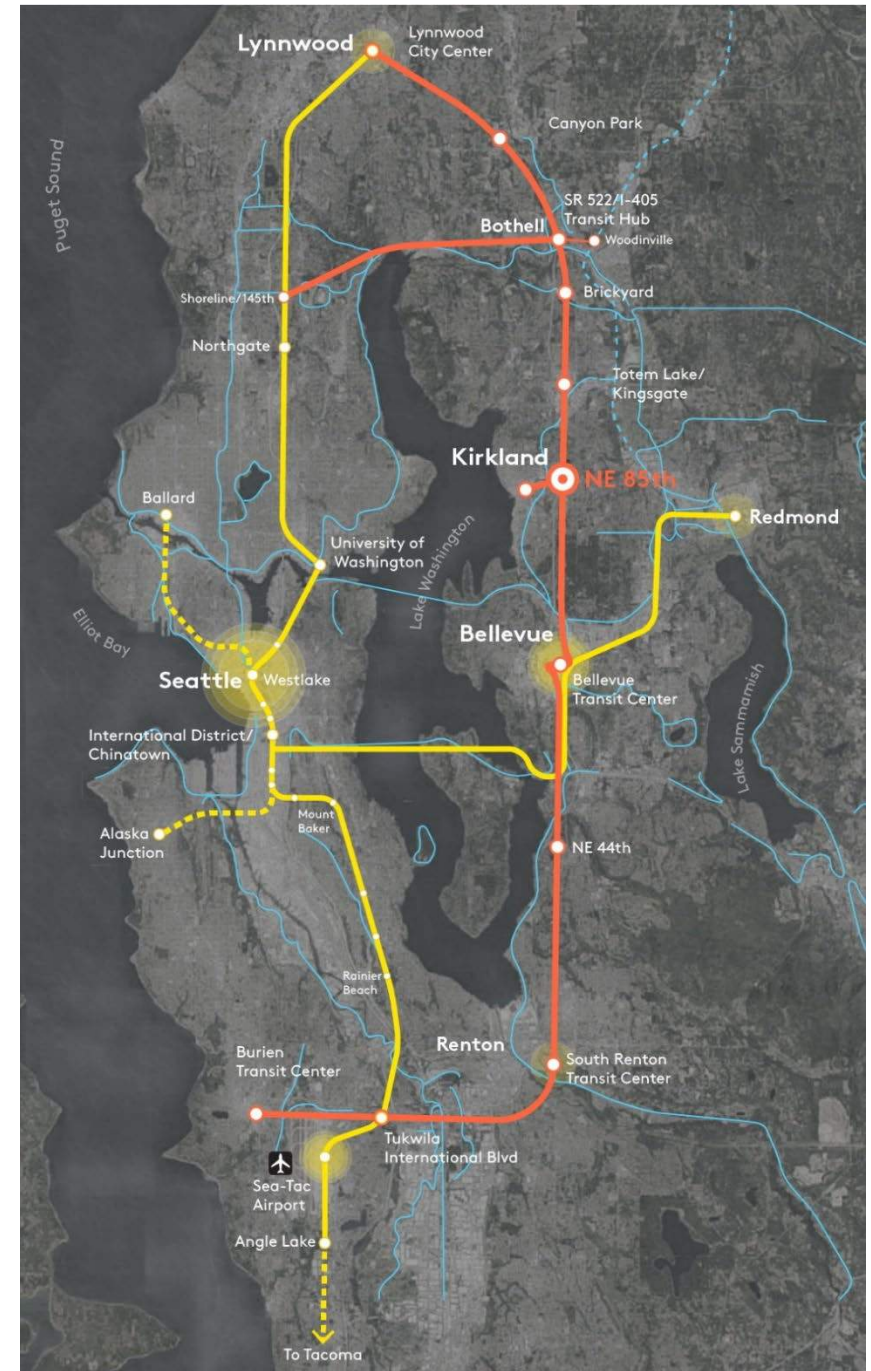 Lynnwood
Lynnwood
City Center
Puget Sound
Canyon Park
SR 522/I-405
Transit Hub
Bothell
Woodinville
Shoreline/145th
Brickyard
Northgate
Totem Lake/
Kingsgate
Kirkland
NE 85th
Ballard
Redmond
University of
Washington
Lake Washington
Elliot Bay
Bellevue
Seattle
Westlake
Bellevue
Transit Center
Lake Sammamish
International District/
Chinatown
Mount
Baker
Alaska
Junction
NE 44th
Rainier
Beach
Renton
Burien
Transit Center
South Renton
Transit Center
Tukwila
International Blvd
Sea-Tac
Airport
Angle Lake
To Tacoma